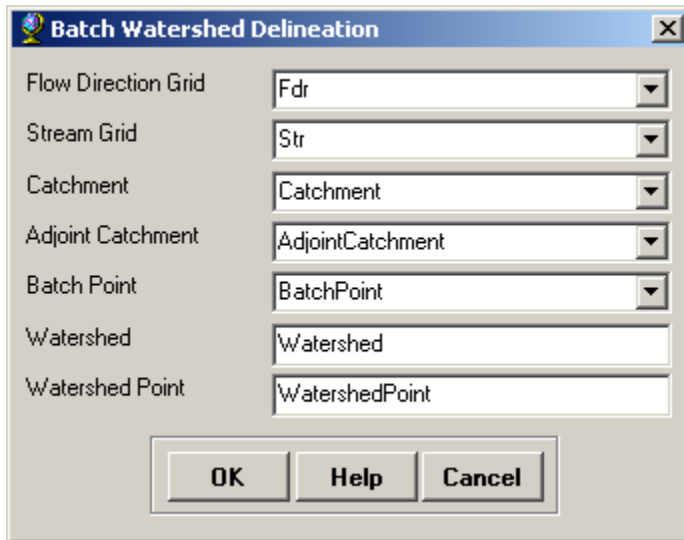 Batch Watershed Delineation
Flow Direction Grid Fdr
Stream Grid Str
Catchment Catchment
Adjoint Catchment AdjointCatchment
Batch Point BatchPoint
Watershed Watershed
Watershed Point WatershedPoint
OK Help Cancel